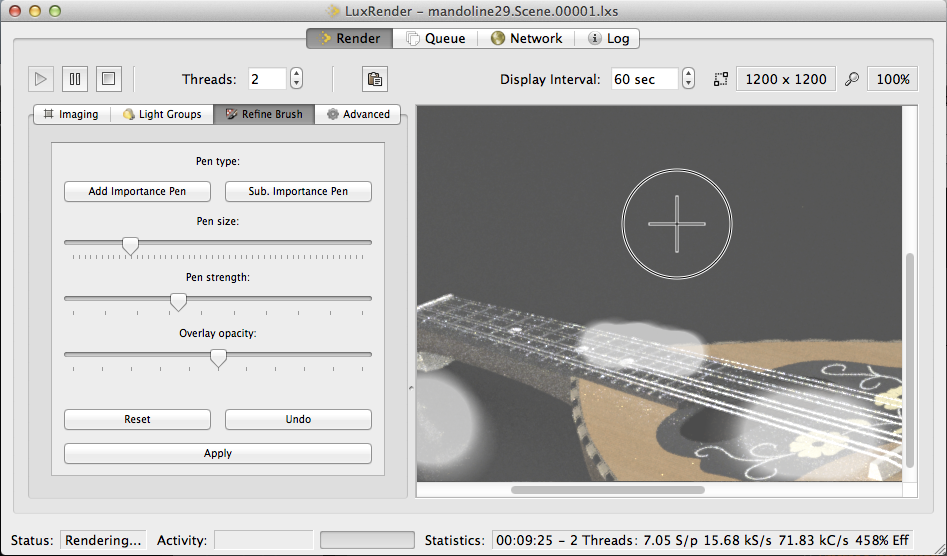 LuxRender - mandoline29.Scene.00001.lxs
Render Queue Network Log
Threads: 2 Display Interval: 60 sec 1200 x 1200 100%
Imaging Light Groups Refine Brush Advanced
Pen type:
Add Importance Pen Sub. Importance Pen
Pen size:
Pen strength:
Overlay opacity:
Reset Undo
Apply
Status: Rendering... Activity: Statistics: 00:09:25 - 2 Threads: 7.05 S/p 15.68 kS/s 71.83 kC/s 458% Eff